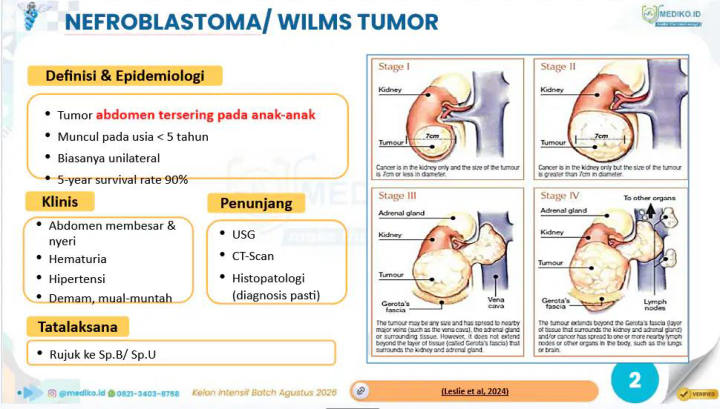 NEFROBLASTOMA/ WILMS TUMOR
MEDIKO.ID
Definisi & Epidemiologi
• Tumor abdomen tersering pada anak-anak
• Muncul pada usia < 5 tahun
• Biasanya unilateral
• 5-year survival rate 90%
Klinis
• Abdomen membesar &
nyeri
• Hematuria
• Hipertensi
• Demam, mual-muntah
Penunjang
• USG
• CT-Scan
• Histopatologi
(diagnosis pasti)
Tatalaksana
• Rujuk ke Sp.B/ Sp.U
Stage I
Kidney
7cm
Tumour
Cancer is in the kidney only and the size of the tumour
is 7cm or less in diameter.
Stage II
Kidney
7cm
Tumour
Cancer is in the kidney only but the size of the tumour
is greater than 7cm in diameter.
Stage III
Adrenal gland
Kidney
Tumour
Gerota's
fascia
Vena
cava
The tumour may be any size and has spread to nearby
major veins (such as the vena cava), the adrenal gland
or surrounding tissue. However, it does not extend
beyond the layer of tissue (called Gerota's fascia) that
surrounds the kidney and adrenal gland.
Stage IV
To other organs
Adrenal gland
Kidney
Tumour
Gerota's
fascia
Lymph
nodes
The tumour extends beyond the Gerota's fascia (layer
of tissue that surrounds the kidney and adrenal gland)
and/or cancer has spread to one or more nearby lymph
nodes or other organs in the body, such as the lungs
or brain.
@mediko.id 0821-3403-8758 Kelan Intensif Batch Agustus 2026
(Leslie et al, 2024)
2
VERIFIED